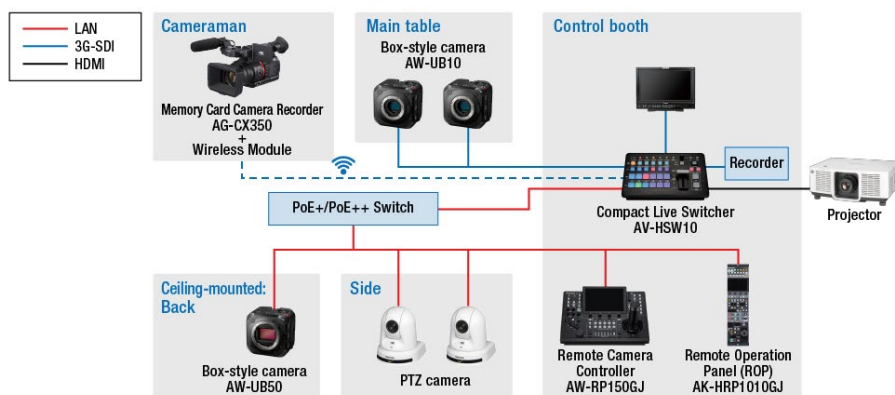 LAN
3G-SDI
HDMI
Cameraman
Memory Card Camera Recorder
AG-CX350
+
Wireless Module
Main table
Box-style camera
AW-UB10
Control booth
Recorder
Compact Live Switcher
AV-HSW10
Projector
PoE+/PoE++ Switch
Ceiling-mounted:
Back
Box-style camera
AW-UB50
Side
PTZ camera
Remote Camera
Controller
AW-RP150GJ
Remote Operation
Panel (ROP)
AK-HRP1010GJ